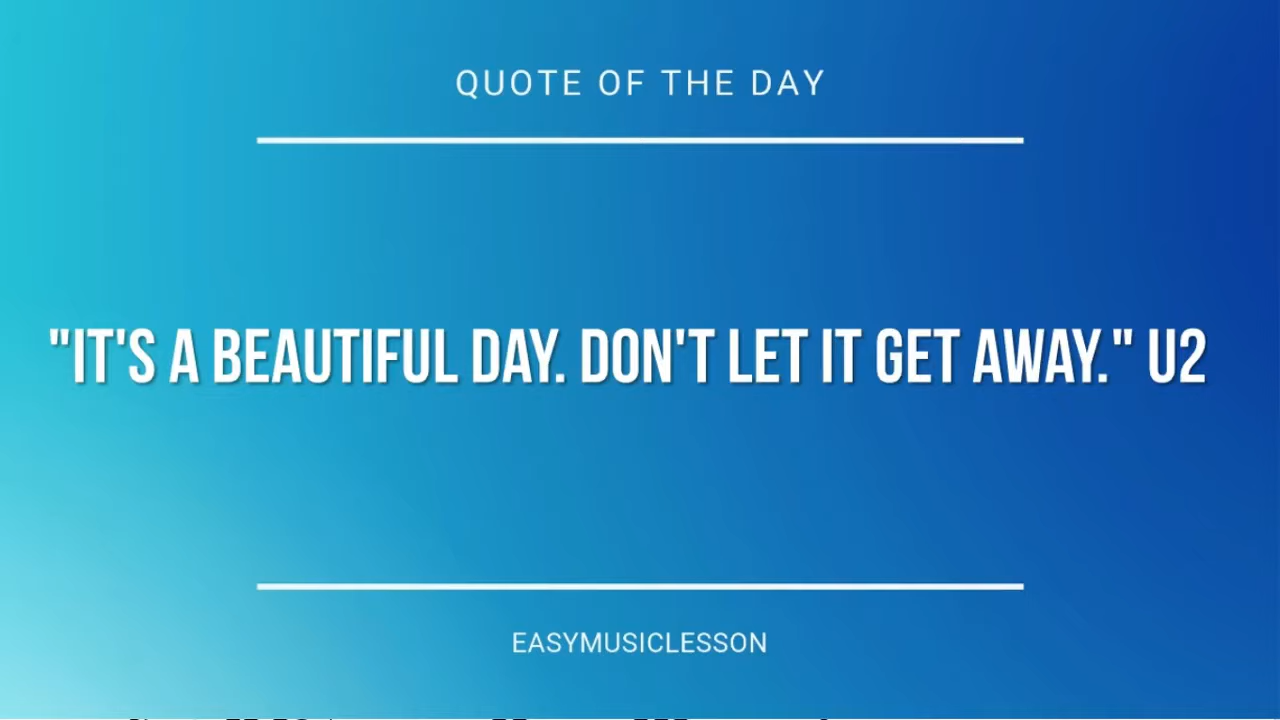 QUOTE OF THE DAY
"IT'S A BEAUTIFUL DAY. DON'T LET IT GET AWAY." U2
EASYMUSICLESSON